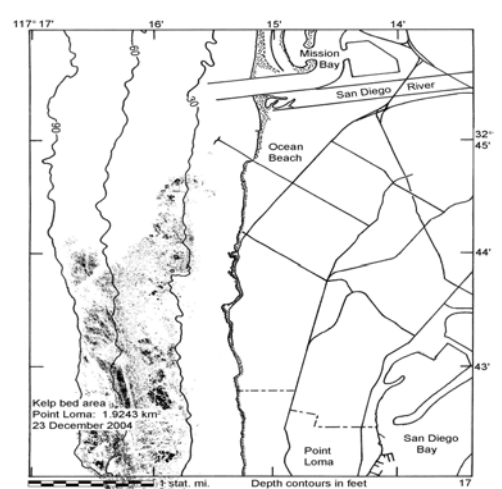 117° 17'
16'
15'
14'
Mission
Bay
San Diego River
60
90
32°
45'
Ocean
Beach
44'
43'
Kelp bed area
Point Loma: 1.9243 km²
23 December 2004
Point
Loma
San Diego
Bay
1 stat. mi.
Depth contours in feet
17